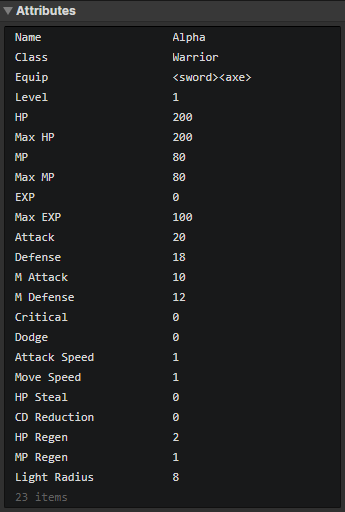 Attributes
Name Alpha
Class Warrior
Equip <sword><axe>
Level 1
HP 200
Max HP 200
MP 80
Max MP 80
EXP 0
Max EXP 100
Attack 20
Defense 18
M Attack 10
M Defense 12
Critical 0
Dodge 0
Attack Speed 1
Move Speed 1
HP Steal 0
CD Reduction 0
HP Regen 2
MP Regen 1
Light Radius 8
23 items